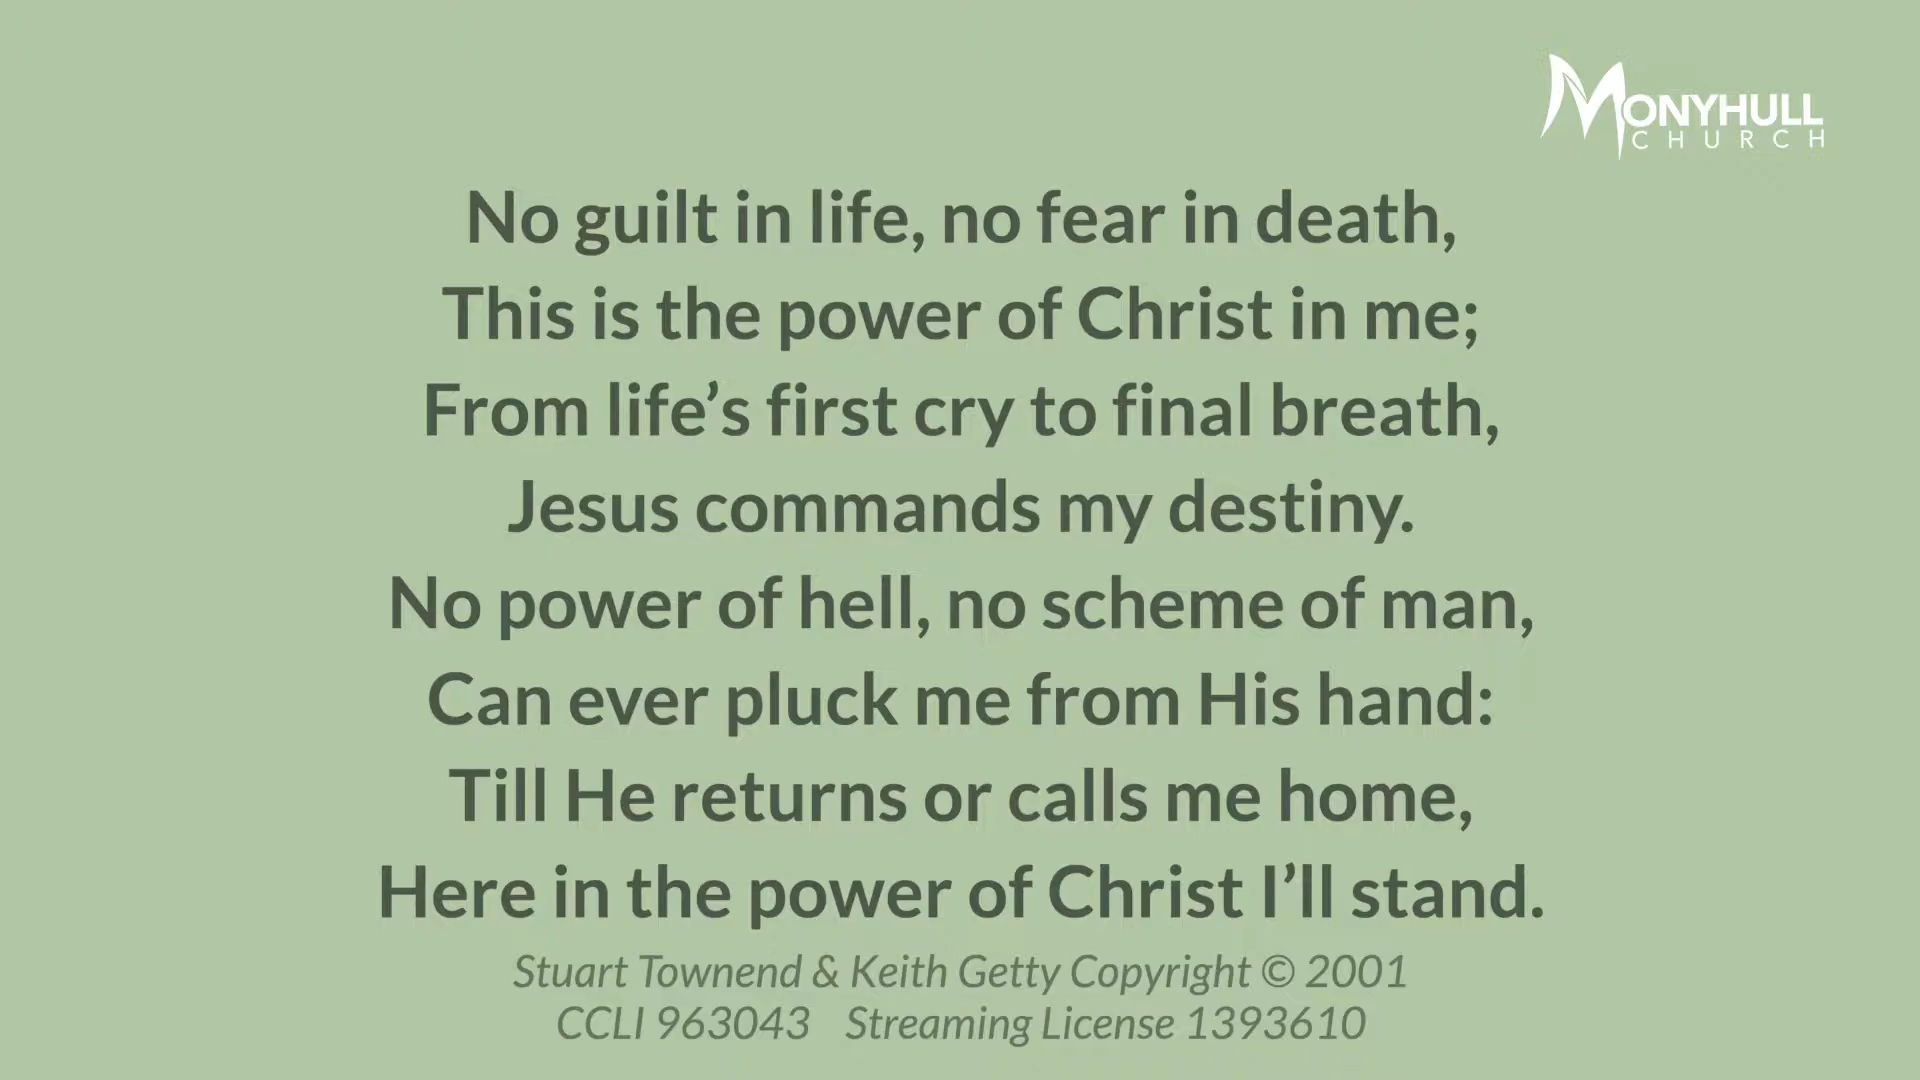 MONYHULL
CHURCH
No guilt in life, no fear in death,
This is the power of Christ in me;
From life’s first cry to final breath,
Jesus commands my destiny.
No power of hell, no scheme of man,
Can ever pluck me from His hand:
Till He returns or calls me home,
Here in the power of Christ I’ll stand.
Stuart Townend & Keith Getty Copyright © 2001
CCLI 963043 Streaming License 1393610